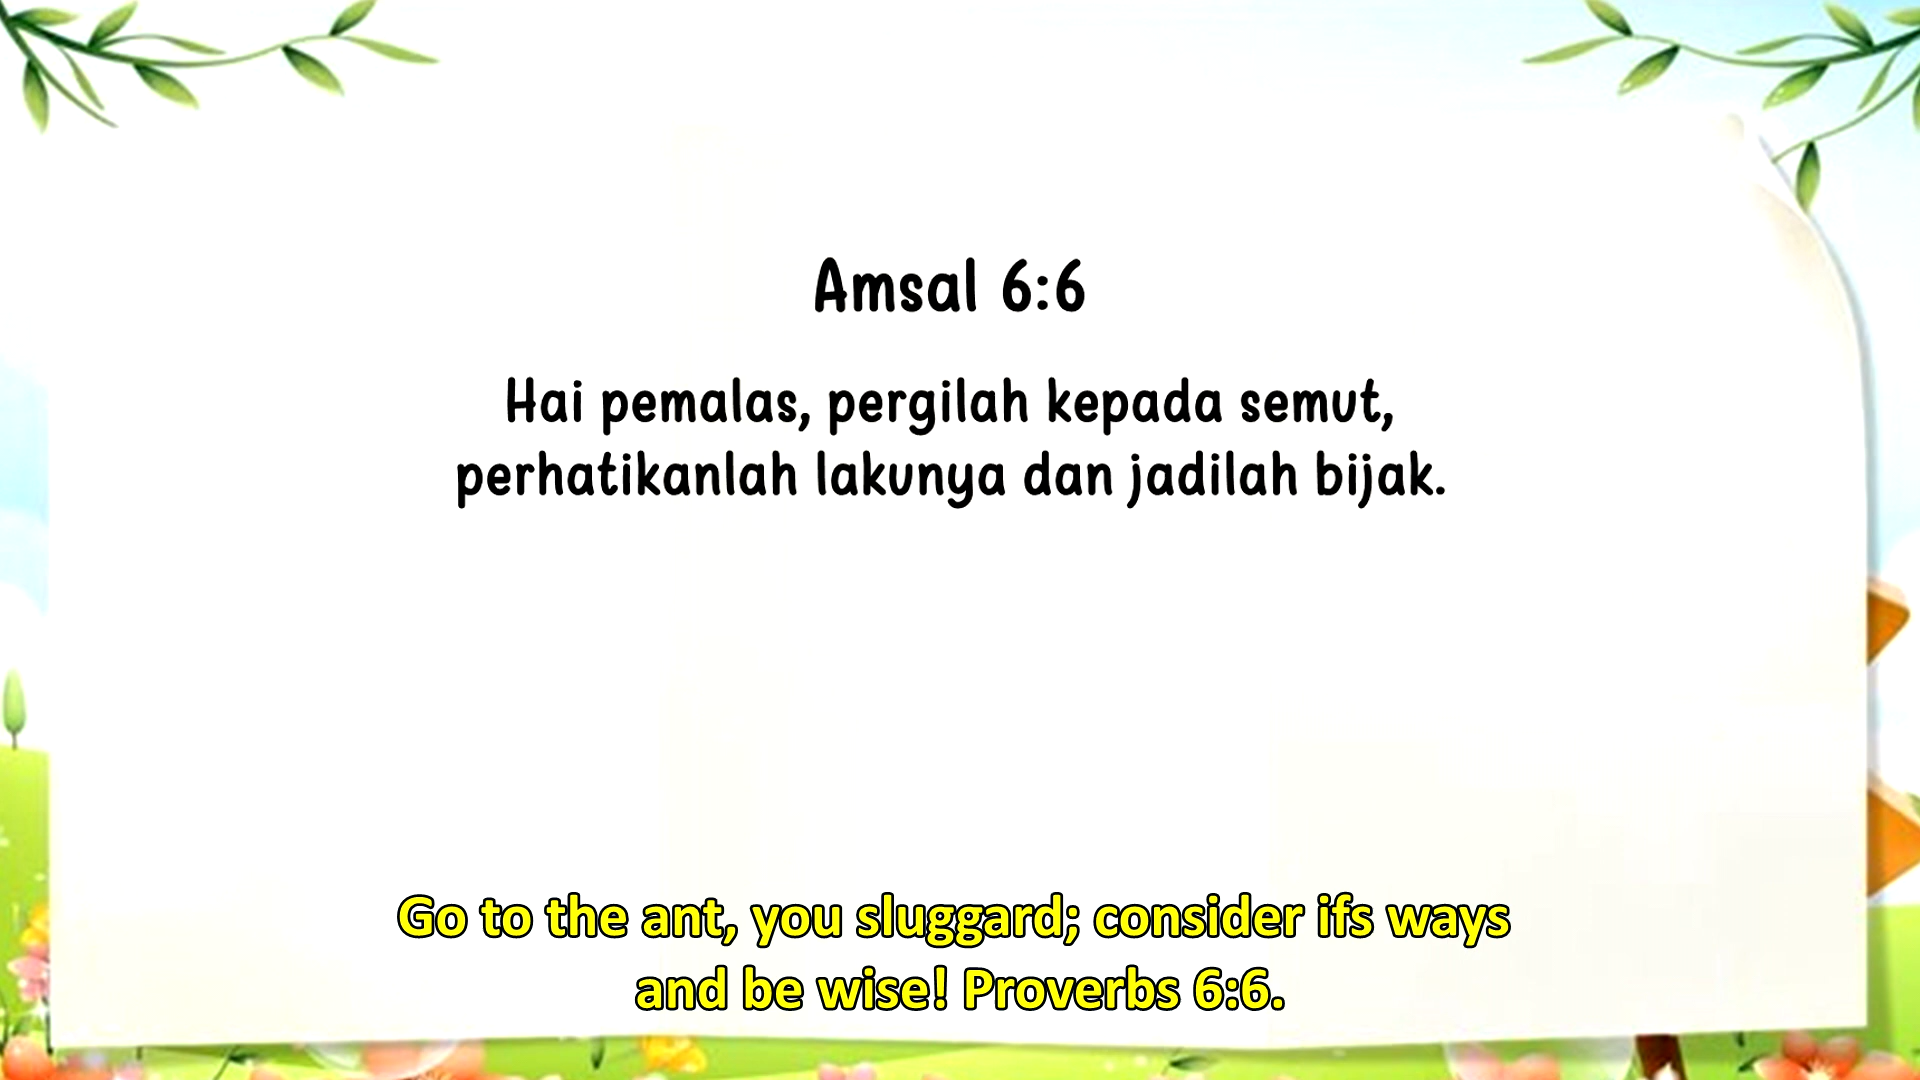 Amsal 6:6
Hai pemalas, pergilah kepada semut,
perhatikanlah lakunya dan jadilah bijak.
Go to the ant, you sluggard; consider ifs ways
and be wise! Proverbs 6:6.